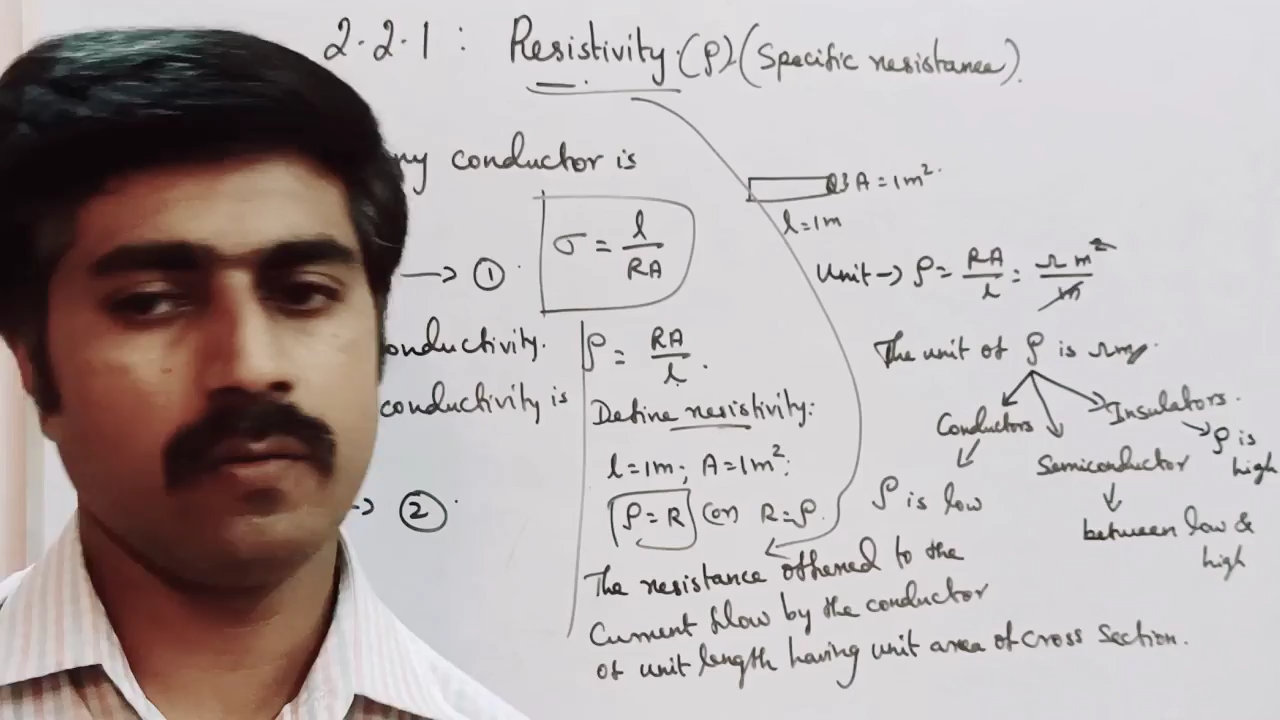 2.2.1 : Resistivity (ρ) (Specific resistance).
ny conductor is
→ ①
onductivity.
conductivity is
→ ②
σ = l / RA
ρ = RA / l .
Define resistivity:
l = 1m; A = 1m²;
ρ = R (or) R = ρ.
The resistance offered to the
current flow by the conductor
of unit length having unit area of cross section.
A = 1m².
l = 1m
Unit → ρ = RA / l = Ω m² / m
The unit of ρ is Ωm.
Conductors
ρ is low
Semiconductor
between low &
high
Insulators.
ρ is
high